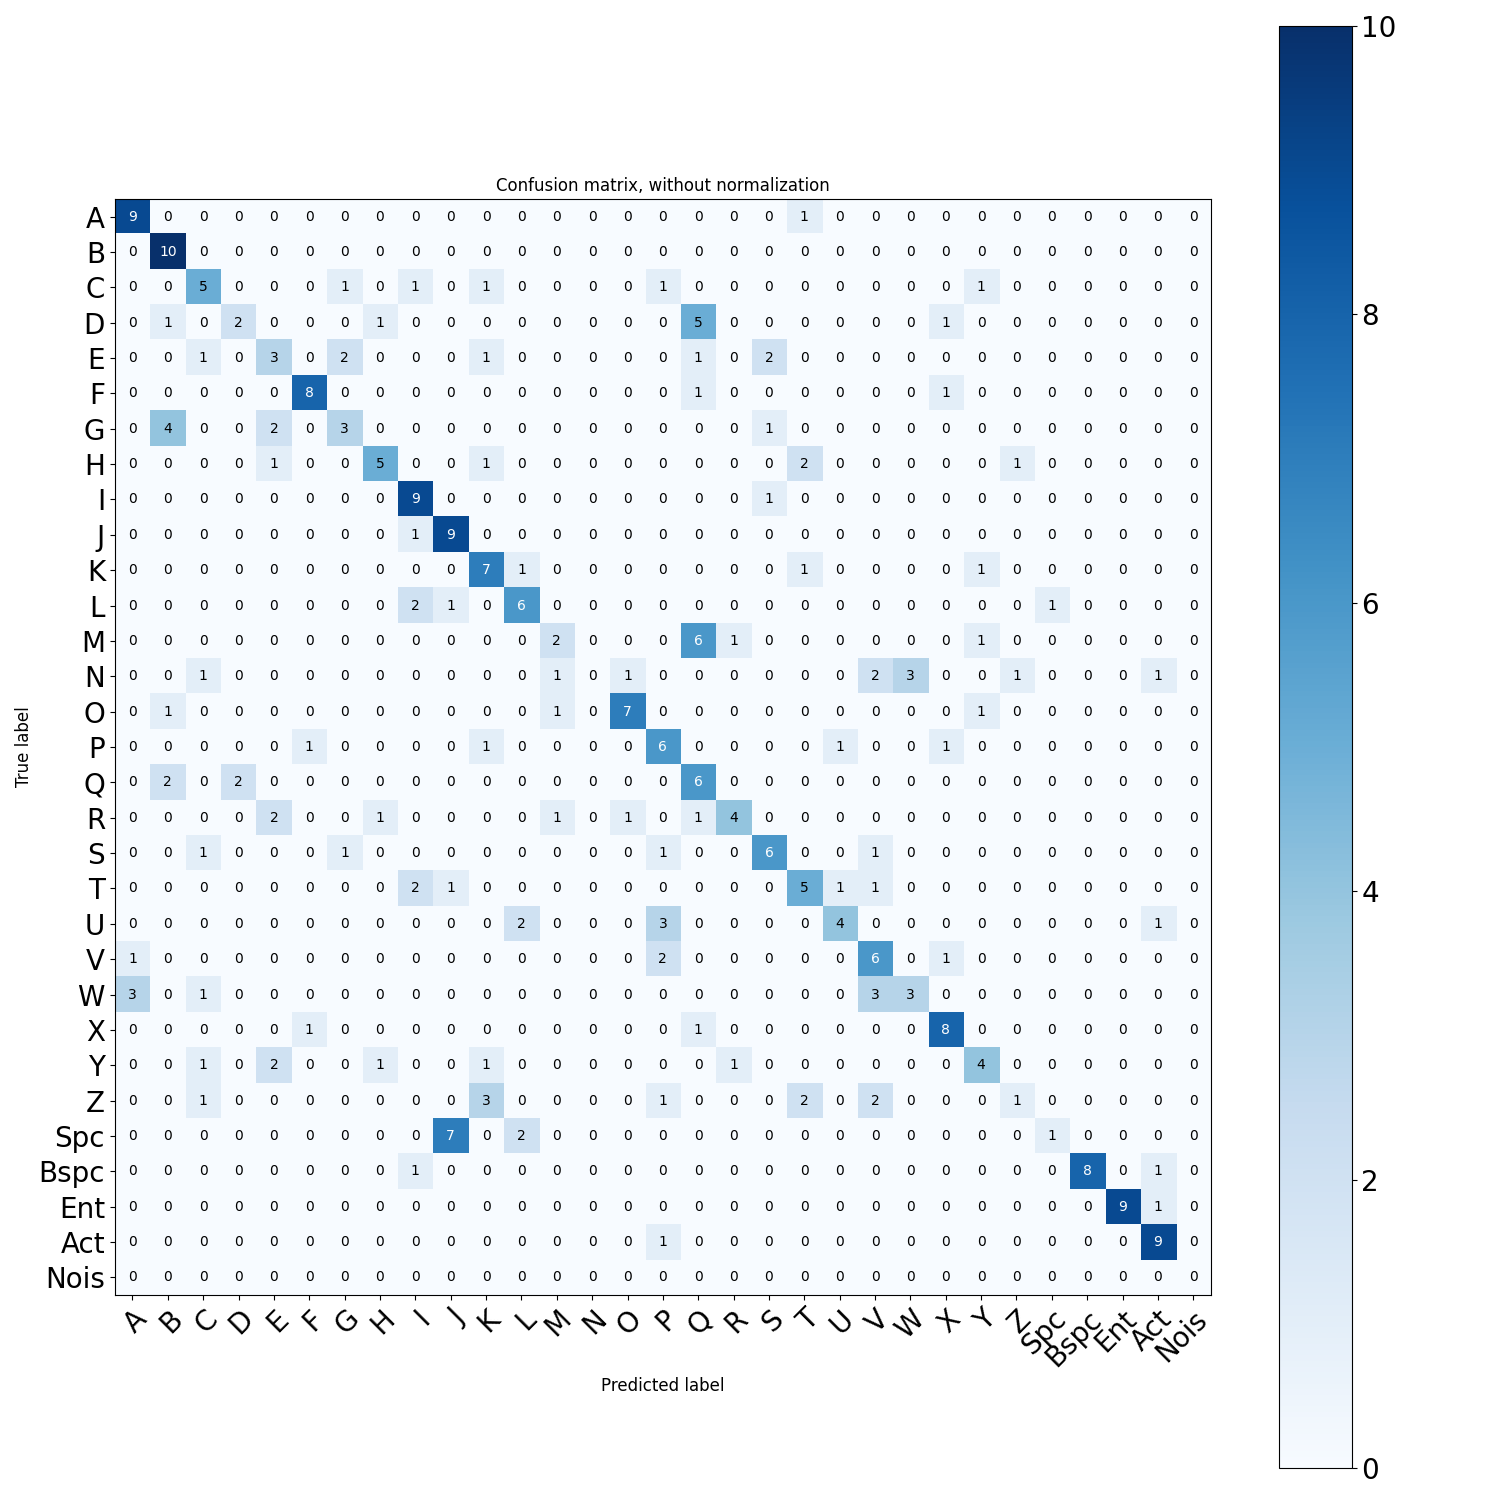 Confusion matrix, without normalization
A 9 0 0 0 0 0 0 0 0 0 0 0 0 0 0 0 0 0 0 1 0 0 0 0 0 0 0 0 0 0 0
B 0 10 0 0 0 0 0 0 0 0 0 0 0 0 0 0 0 0 0 0 0 0 0 0 0 0 0 0 0 0 0
C 0 0 5 0 0 0 1 0 1 0 1 0 0 0 0 1 0 0 0 0 0 0 0 0 1 0 0 0 0 0 0
D 0 1 0 2 0 0 0 1 0 0 0 0 0 0 0 0 5 0 0 0 0 0 0 1 0 0 0 0 0 0 0
E 0 0 1 0 3 0 2 0 0 0 1 0 0 0 0 0 1 0 2 0 0 0 0 0 0 0 0 0 0 0 0
F 0 0 0 0 0 8 0 0 0 0 0 0 0 0 0 0 1 0 0 0 0 0 0 1 0 0 0 0 0 0 0
G 0 4 0 0 2 0 3 0 0 0 0 0 0 0 0 0 0 0 1 0 0 0 0 0 0 0 0 0 0 0 0
H 0 0 0 0 1 0 0 5 0 0 1 0 0 0 0 0 0 0 0 2 0 0 0 0 0 1 0 0 0 0 0
I 0 0 0 0 0 0 0 0 9 0 0 0 0 0 0 0 0 0 1 0 0 0 0 0 0 0 0 0 0 0 0
J 0 0 0 0 0 0 0 0 1 9 0 0 0 0 0 0 0 0 0 0 0 0 0 0 0 0 0 0 0 0 0
K 0 0 0 0 0 0 0 0 0 0 7 1 0 0 0 0 0 0 0 1 0 0 0 0 1 0 0 0 0 0 0
L 0 0 0 0 0 0 0 0 2 1 0 6 0 0 0 0 0 0 0 0 0 0 0 0 0 0 1 0 0 0 0
M 0 0 0 0 0 0 0 0 0 0 0 0 2 0 0 0 6 1 0 0 0 0 0 0 1 0 0 0 0 0 0
N 0 0 1 0 0 0 0 0 0 0 0 0 1 0 1 0 0 0 0 0 0 2 3 0 0 1 0 0 0 1 0
O 0 1 0 0 0 0 0 0 0 0 0 0 1 0 7 0 0 0 0 0 0 0 0 0 1 0 0 0 0 0 0
P 0 0 0 0 0 1 0 0 0 0 1 0 0 0 0 6 0 0 0 0 1 0 0 1 0 0 0 0 0 0 0
Q 0 2 0 2 0 0 0 0 0 0 0 0 0 0 0 0 6 0 0 0 0 0 0 0 0 0 0 0 0 0 0
R 0 0 0 0 2 0 0 1 0 0 0 0 1 0 1 0 1 4 0 0 0 0 0 0 0 0 0 0 0 0 0
S 0 0 1 0 0 0 1 0 0 0 0 0 0 0 0 1 0 0 6 0 0 1 0 0 0 0 0 0 0 0 0
T 0 0 0 0 0 0 0 0 2 1 0 0 0 0 0 0 0 0 0 5 1 1 0 0 0 0 0 0 0 0 0
U 0 0 0 0 0 0 0 0 0 0 0 2 0 0 0 3 0 0 0 0 4 0 0 0 0 0 0 0 0 1 0
V 1 0 0 0 0 0 0 0 0 0 0 0 0 0 0 2 0 0 0 0 0 6 0 1 0 0 0 0 0 0 0
W 3 0 1 0 0 0 0 0 0 0 0 0 0 0 0 0 0 0 0 0 0 3 3 0 0 0 0 0 0 0 0
X 0 0 0 0 0 1 0 0 0 0 0 0 0 0 0 0 1 0 0 0 0 0 0 8 0 0 0 0 0 0 0
Y 0 0 1 0 2 0 0 1 0 0 1 0 0 0 0 0 0 1 0 0 0 0 0 0 4 0 0 0 0 0 0
Z 0 0 1 0 0 0 0 0 0 0 3 0 0 0 0 1 0 0 0 2 0 2 0 0 0 1 0 0 0 0 0
Spc 0 0 0 0 0 0 0 0 0 7 0 2 0 0 0 0 0 0 0 0 0 0 0 0 0 0 1 0 0 0 0
Bspc 0 0 0 0 0 0 0 0 1 0 0 0 0 0 0 0 0 0 0 0 0 0 0 0 0 0 0 8 0 1 0
Ent 0 0 0 0 0 0 0 0 0 0 0 0 0 0 0 0 0 0 0 0 0 0 0 0 0 0 0 0 9 1 0
Act 0 0 0 0 0 0 0 0 0 0 0 0 0 0 0 1 0 0 0 0 0 0 0 0 0 0 0 0 0 9 0
Nois 0 0 0 0 0 0 0 0 0 0 0 0 0 0 0 0 0 0 0 0 0 0 0 0 0 0 0 0 0 0 0
A B C D E F G H I J K L M N O P Q R S T U V W X Y Z Spc Bspc Ent Act Nois
True label
Predicted label
10
8
6
4
2
0